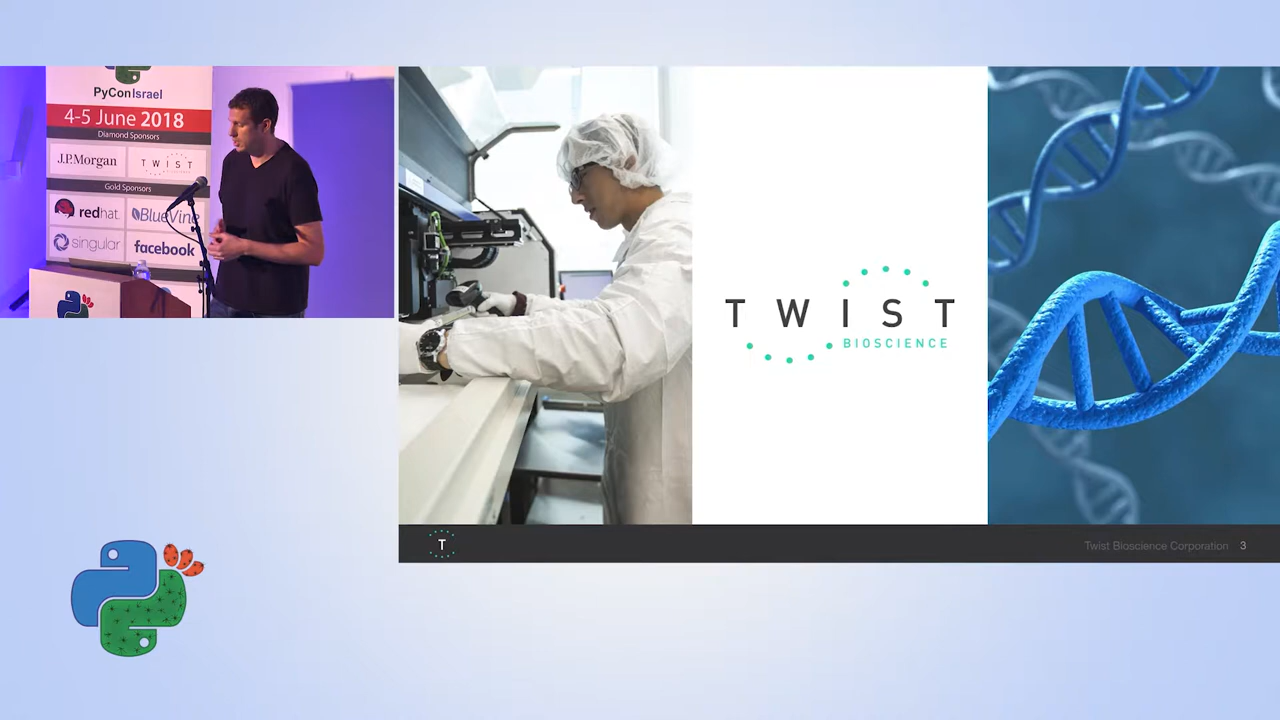 PyConIsrael
4-5 June 2018
Diamond Sponsors
J.P.Morgan
TWIST
Gold Sponsors
redhat.
BlueVine
singular
facebook
TWIST
BIOSCIENCE
T
Twist Bioscience Corporation 3